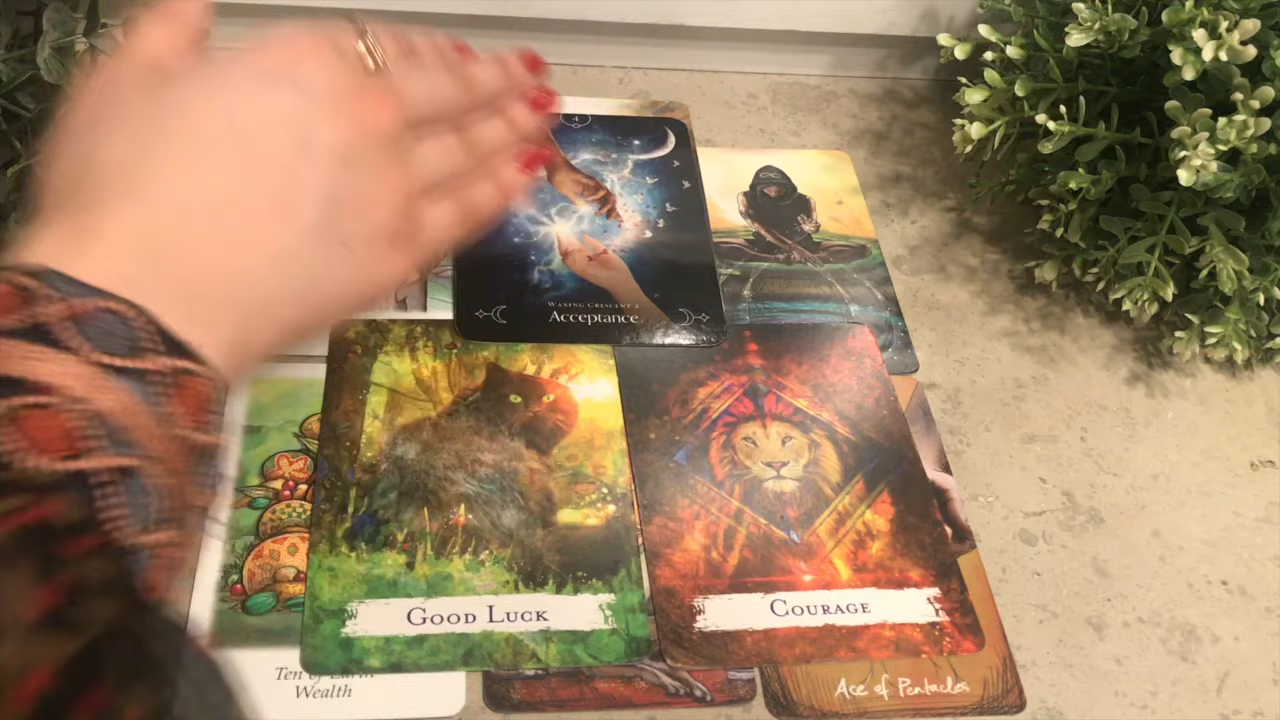 4
WAXING CRESCENT 2
Acceptance
GOOD LUCK
COURAGE
Ten of Earth
Wealth
Ace of Pentacles